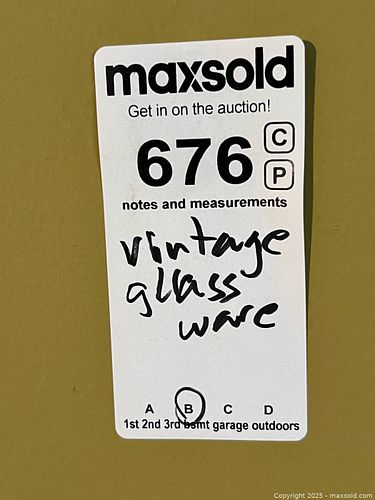 maxsold
Get in on the auction!
676 C
P
notes and measurements
vintage
glass
ware
A B C D
1st 2nd 3rd bsmt garage outdoors
Copyright 2025 - maxsold.com